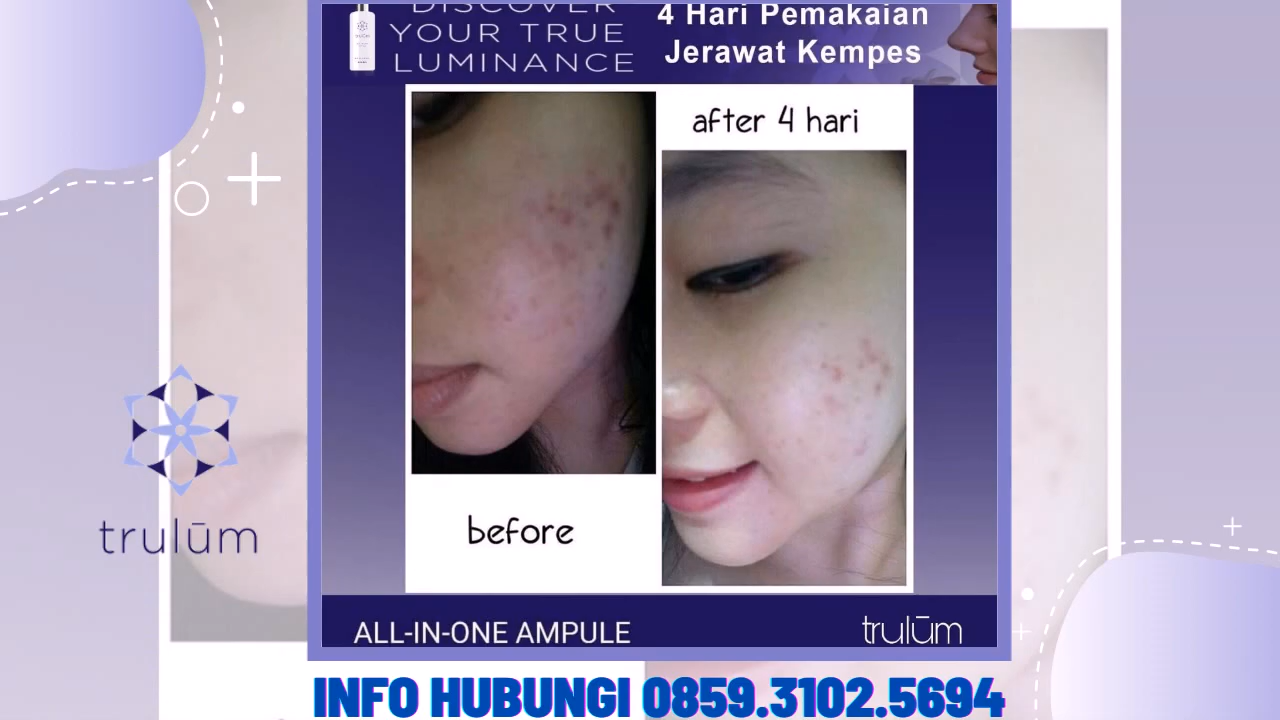 DISCOVER
YOUR TRUE
LUMINANCE
4 Hari Pemakaian
Jerawat Kempes
after 4 hari
before
trulūm
ALL-IN-ONE AMPULE
trulūm
INFO HUBUNGI 0859.3102.5694